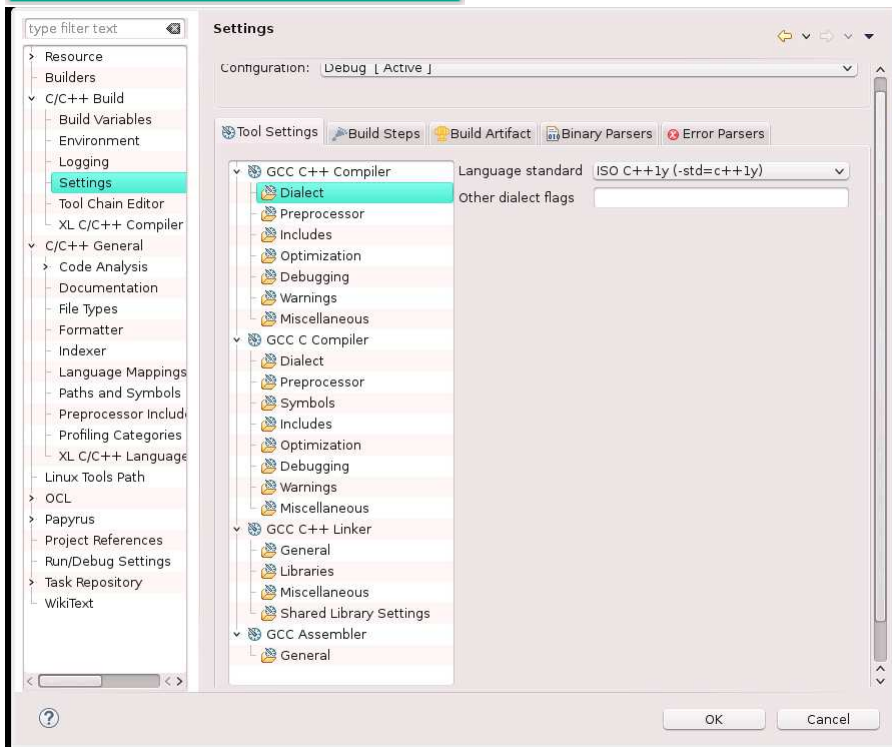 type filter text
Resource
Builders
C/C++ Build
Build Variables
Environment
Logging
Settings
Tool Chain Editor
XL C/C++ Compiler
C/C++ General
Code Analysis
Documentation
File Types
Formatter
Indexer
Language Mappings
Paths and Symbols
Preprocessor Includ
Profiling Categories
XL C/C++ Language
Linux Tools Path
OCL
Papyrus
Project References
Run/Debug Settings
Task Repository
WikiText
Settings
Configuration: Debug [ Active ]
Tool Settings Build Steps Build Artifact Binary Parsers Error Parsers
GCC C++ Compiler
Dialect
Preprocessor
Includes
Optimization
Debugging
Warnings
Miscellaneous
GCC C Compiler
Dialect
Preprocessor
Symbols
Includes
Optimization
Debugging
Warnings
Miscellaneous
GCC C++ Linker
General
Libraries
Miscellaneous
Shared Library Settings
GCC Assembler
General
Language standard ISO C++1y (-std=c++1y)
Other dialect flags
OK Cancel